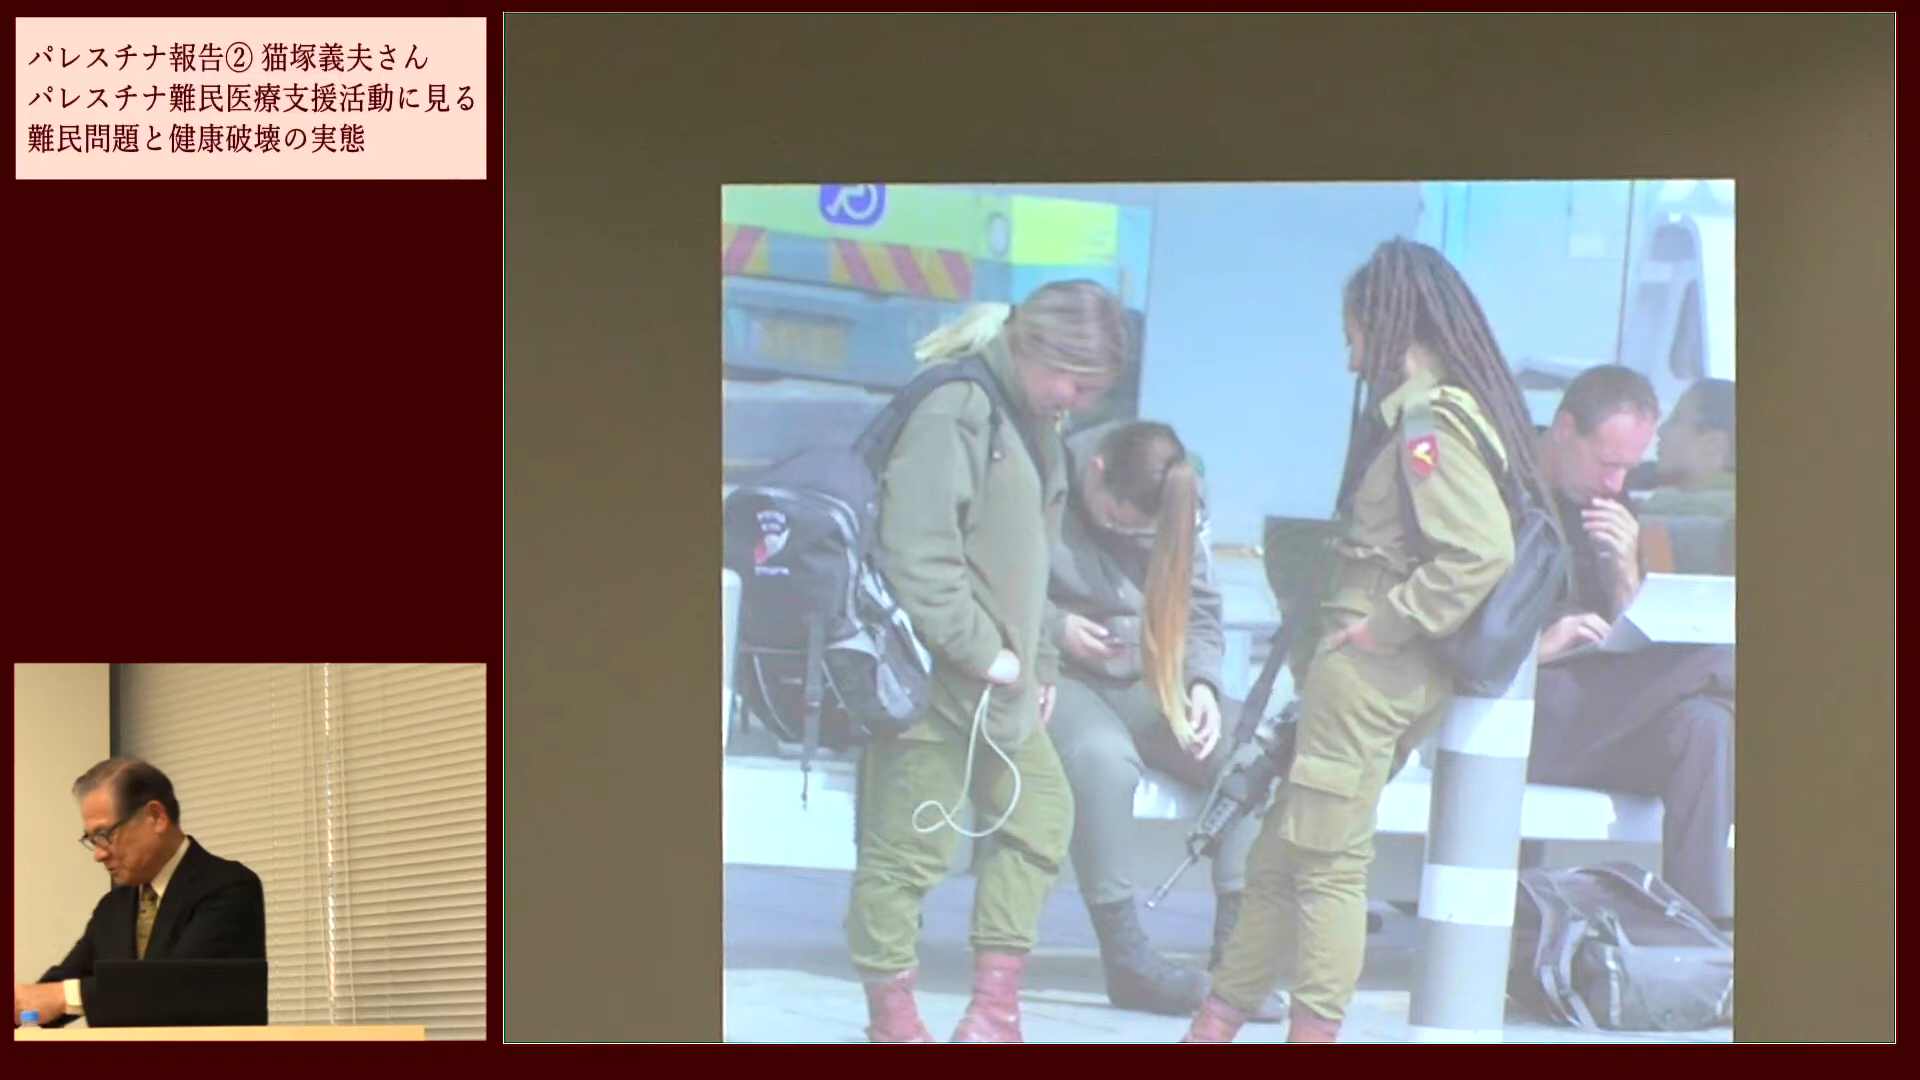 パレスチナ報告② 猫塚義夫さん
パレスチナ難民医療支援活動に見る
難民問題と健康破壊の実態